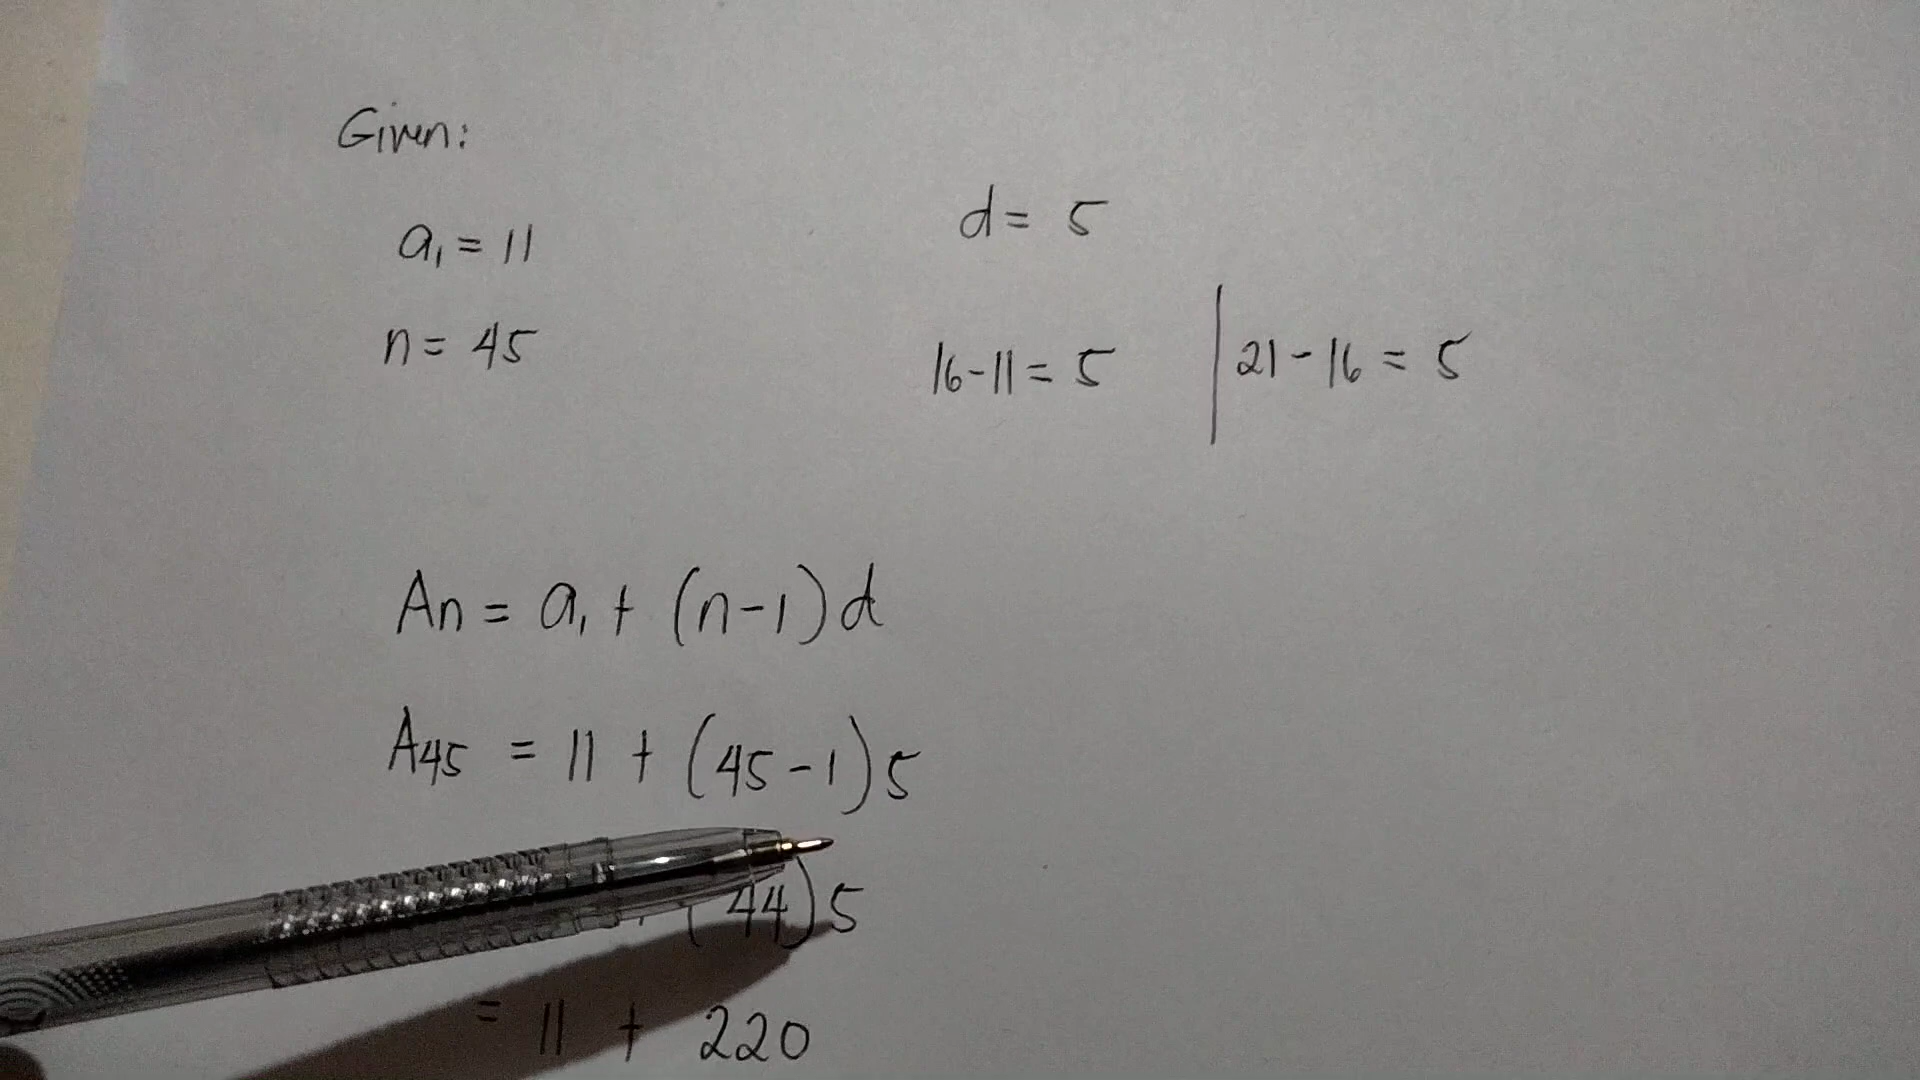 Given:
a₁ = 11
n = 45
d = 5
16-11 = 5 | 21-16 = 5
An = a₁ + (n-1)d
A45 = 11 + (45-1)5
(44)5
= 11 + 220